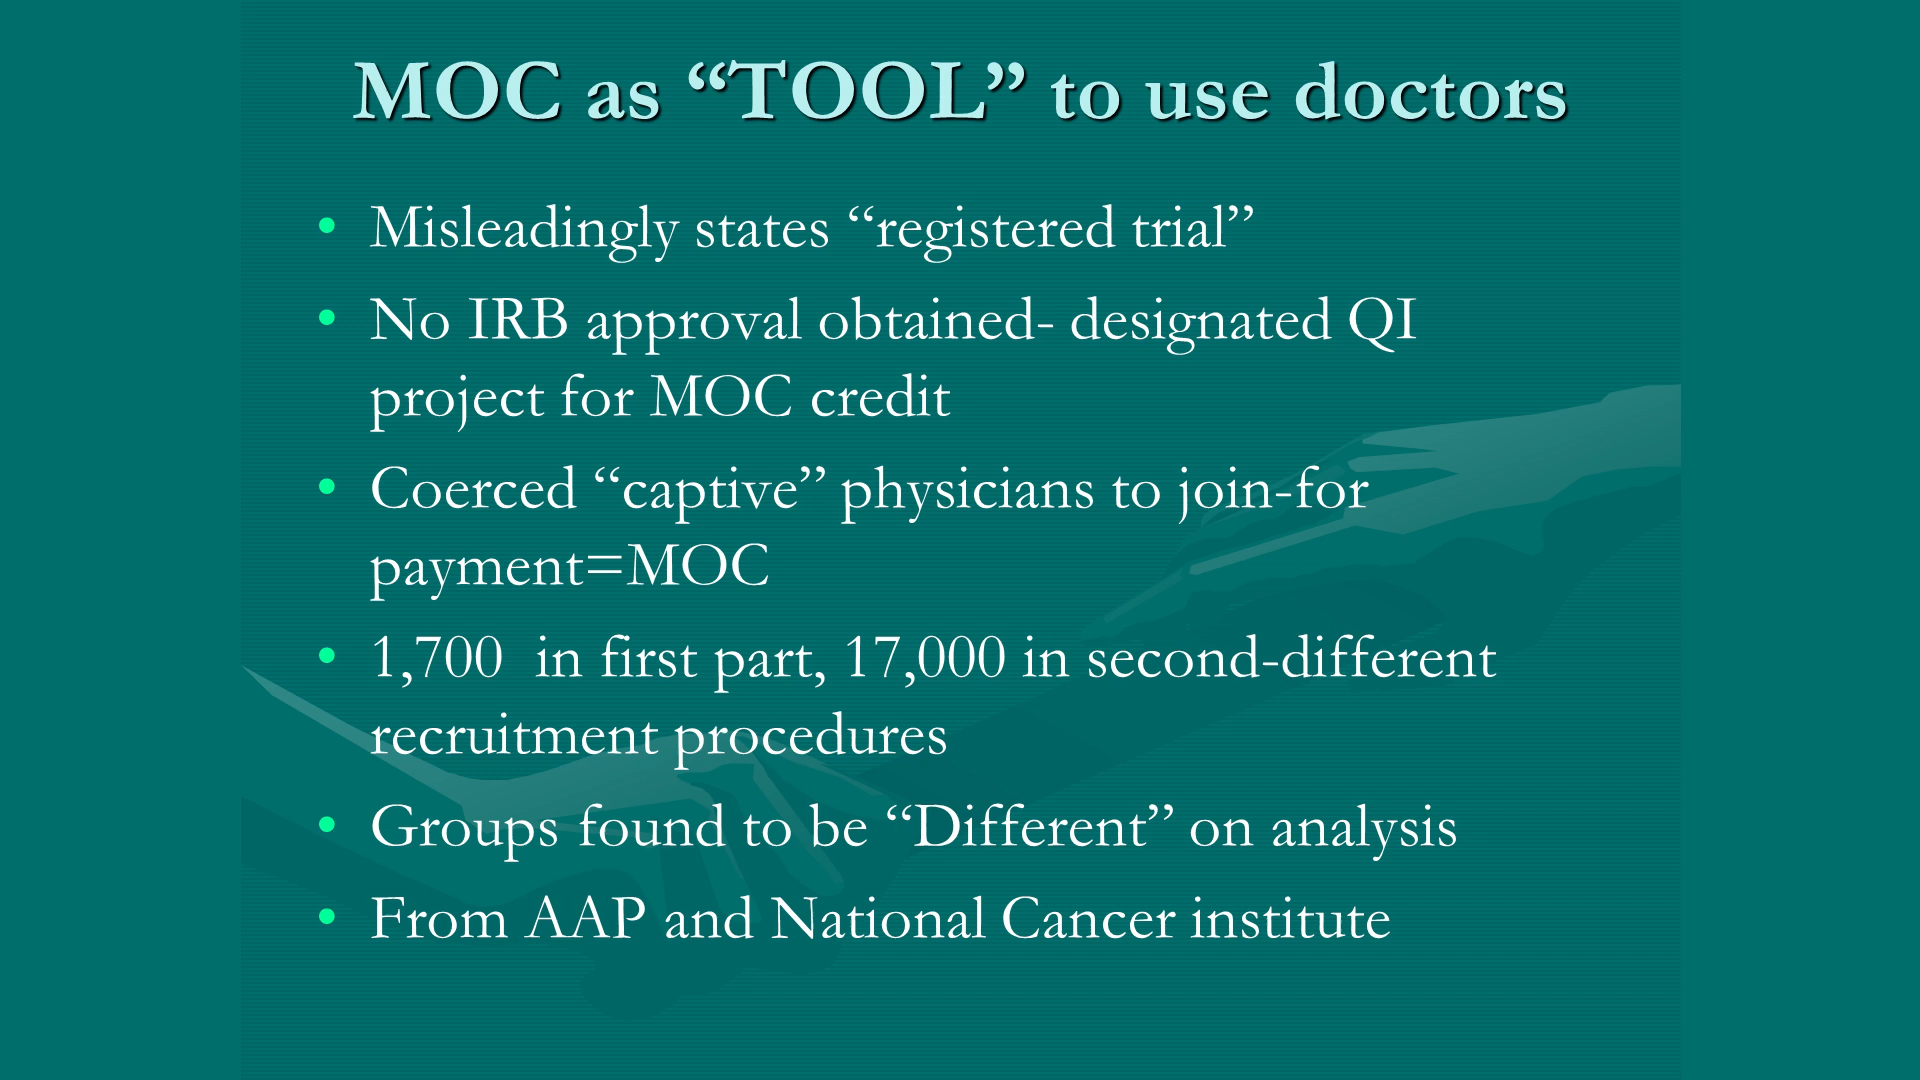 MOC as “TOOL” to use doctors
• Misleadingly states “registered trial”
• No IRB approval obtained- designated QI
project for MOC credit
• Coerced “captive” physicians to join-for
payment=MOC
• 1,700  in first part, 17,000 in second-different
recruitment procedures
• Groups found to be “Different” on analysis
• From AAP and National Cancer institute